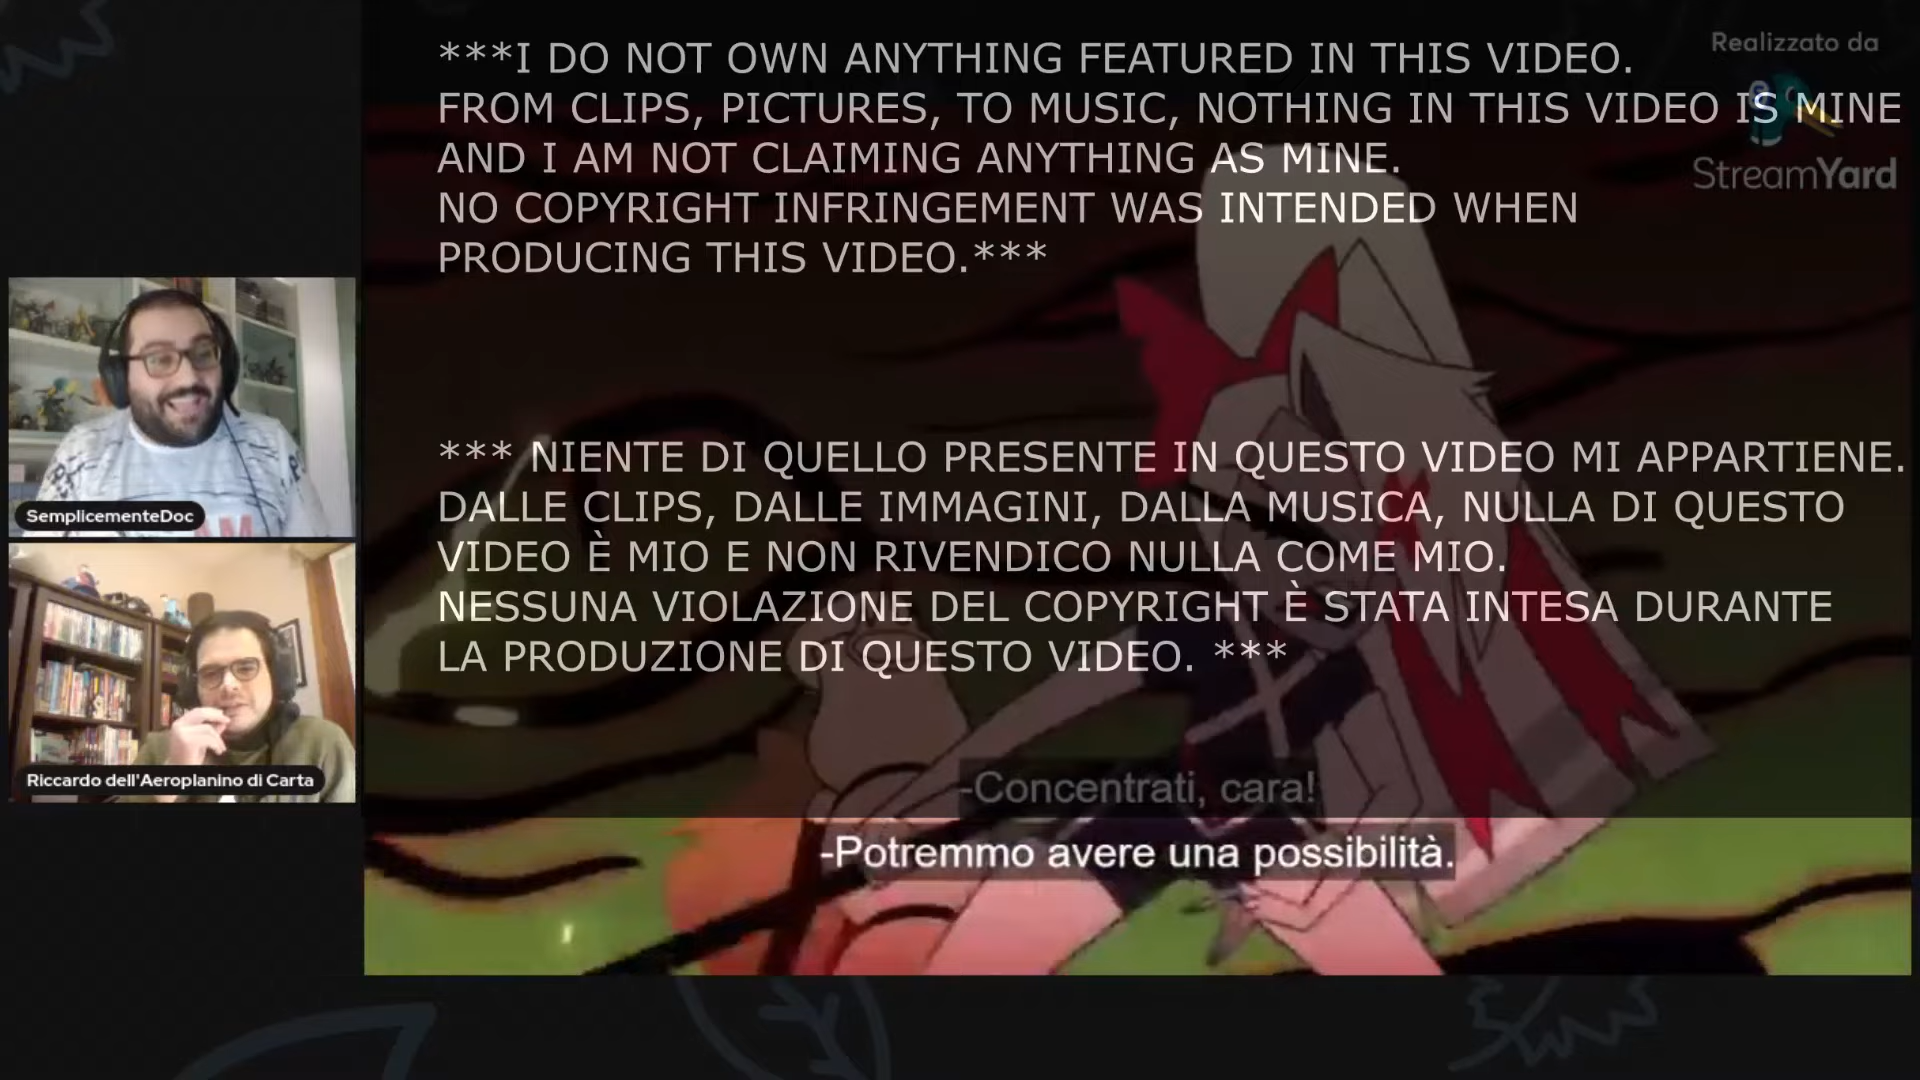 ***I DO NOT OWN ANYTHING FEATURED IN THIS VIDEO.
FROM CLIPS, PICTURES, TO MUSIC, NOTHING IN THIS VIDEO IS MINE
AND I AM NOT CLAIMING ANYTHING AS MINE.
NO COPYRIGHT INFRINGEMENT WAS INTENDED WHEN
PRODUCING THIS VIDEO.***
Realizzato da
StreamYard
*** NIENTE DI QUELLO PRESENTE IN QUESTO VIDEO MI APPARTIENE.
DALLE CLIPS, DALLE IMMAGINI, DALLA MUSICA, NULLA DI QUESTO
VIDEO È MIO E NON RIVENDICO NULLA COME MIO.
NESSUNA VIOLAZIONE DEL COPYRIGHT È STATA INTESA DURANTE
LA PRODUZIONE DI QUESTO VIDEO. ***
SemplicementeDoc
Riccardo dell'Aeroplanino di Carta
-Concentrati, cara!
-Potremmo avere una possibilità.